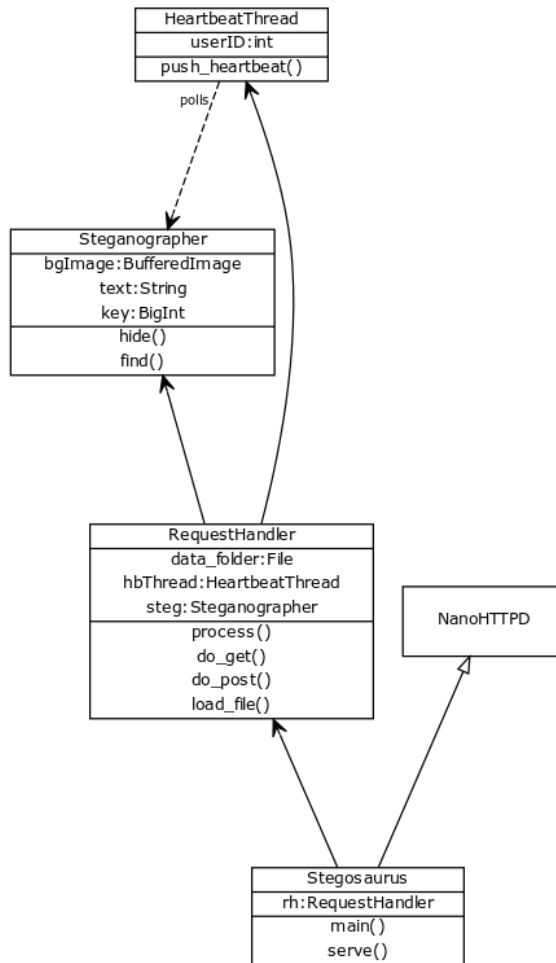 HeartbeatThread
userID:int
push_heartbeat()
polls
Steganographer
bgImage:BufferedImage
text:String
key:BigInt
hide()
find()
RequestHandler
data_folder:File
hbThread:HeartbeatThread
steg:Steganographer
process()
do_get()
do_post()
load_file()
NanoHTTPD
Stegosaurus
rh:RequestHandler
main()
serve()